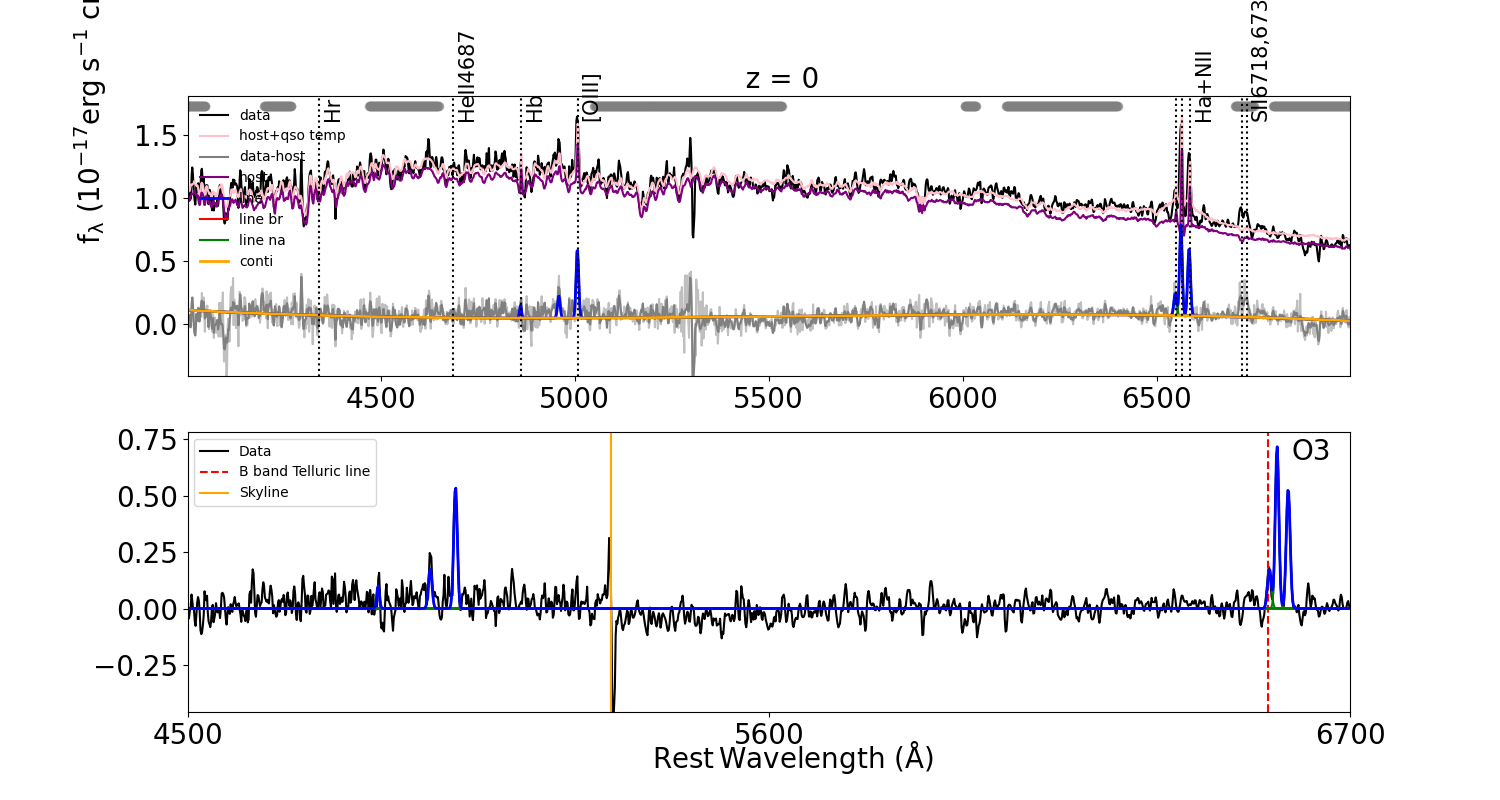 z = 0
f_λ (10^−17 erg s^−1
Hr
HeII4687
Hb
[OIII]
Ha+NII
SII6718,673
data
host+qso temp
data-host
host
line
line br
line na
conti
1.5
1.0
0.5
0.0
4500 5000 5500 6000 6500
Data
B band Telluric line
Skyline
O3
0.75
0.50
0.25
0.00
−0.25
4500 5600 6700
Rest Wavelength (Å)